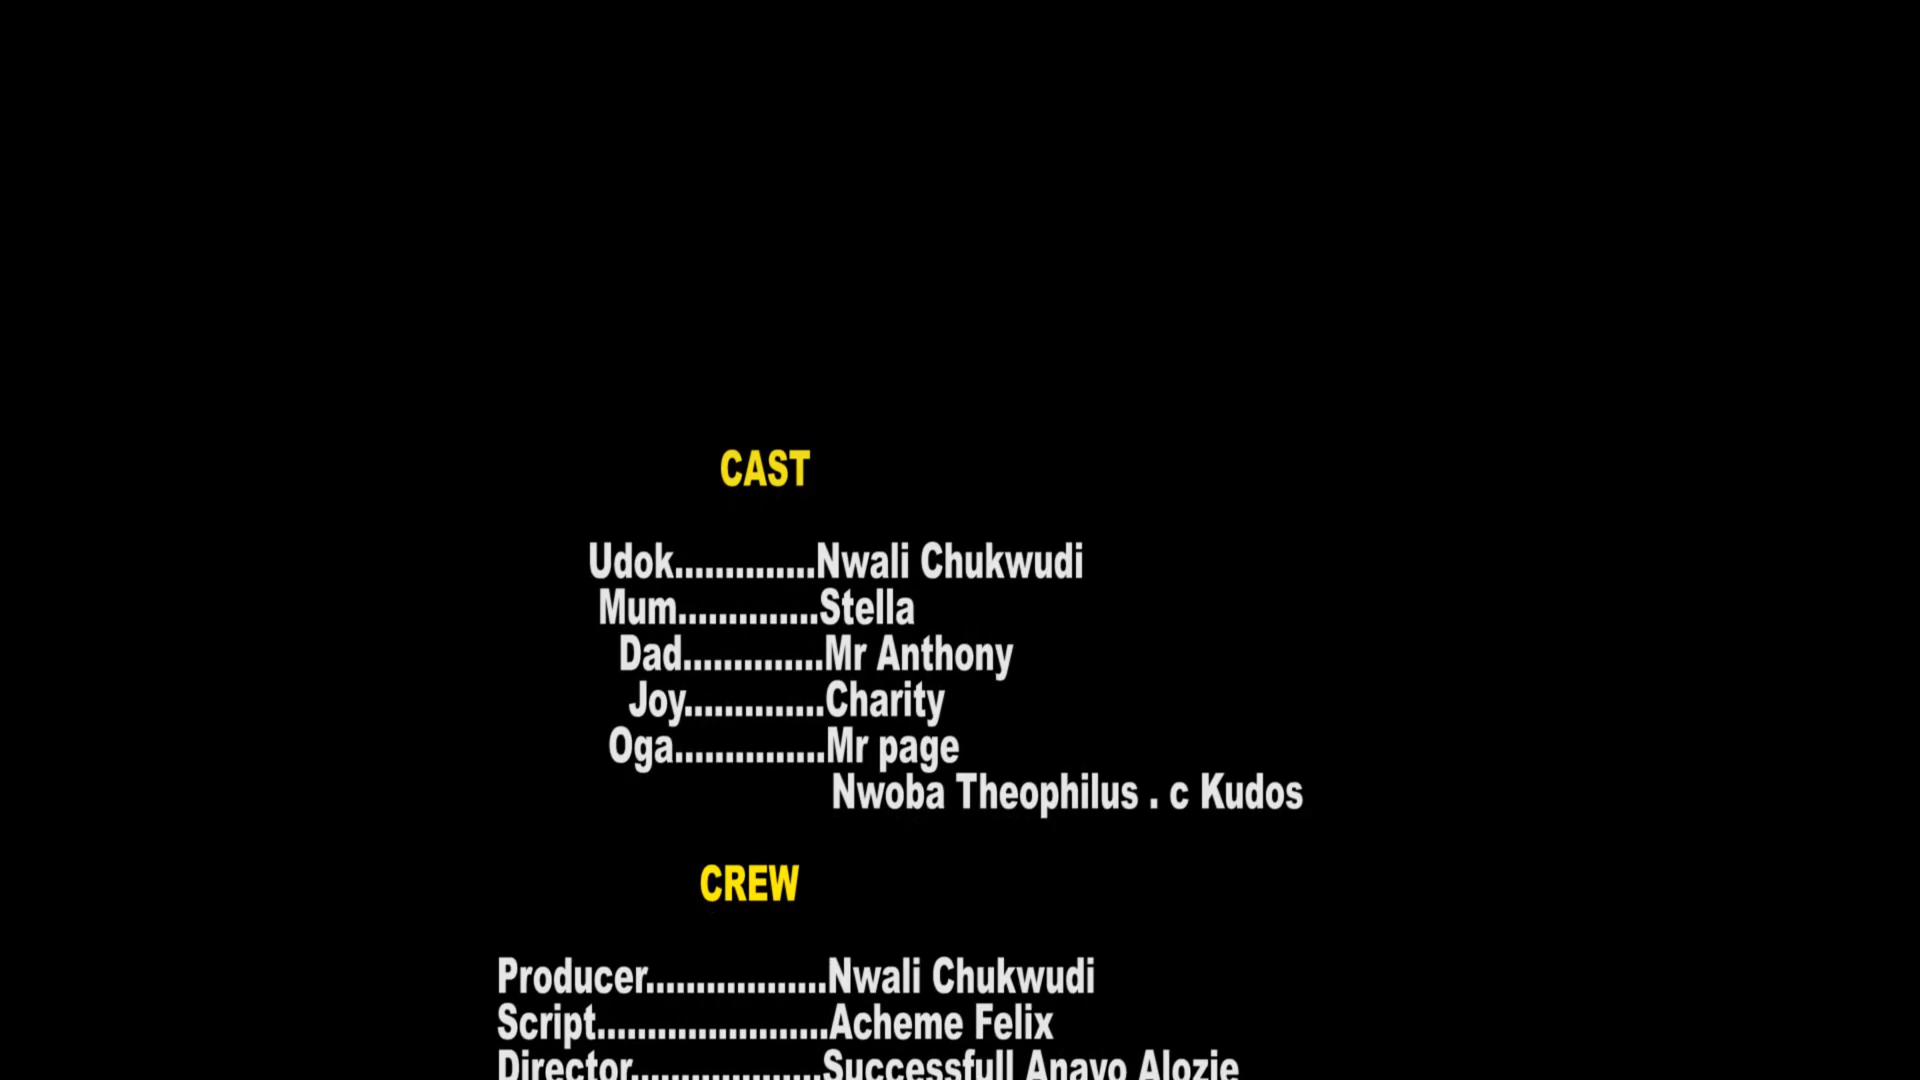 CAST
Udok..............Nwali Chukwudi
Mum..............Stella
Dad..............Mr Anthony
Joy..............Charity
Oga...............Mr page
Nwoba Theophilus . c Kudos
CREW
Producer..................Nwali Chukwudi
Script.......................Acheme Felix
Director...................Successfull Anayo Alozie